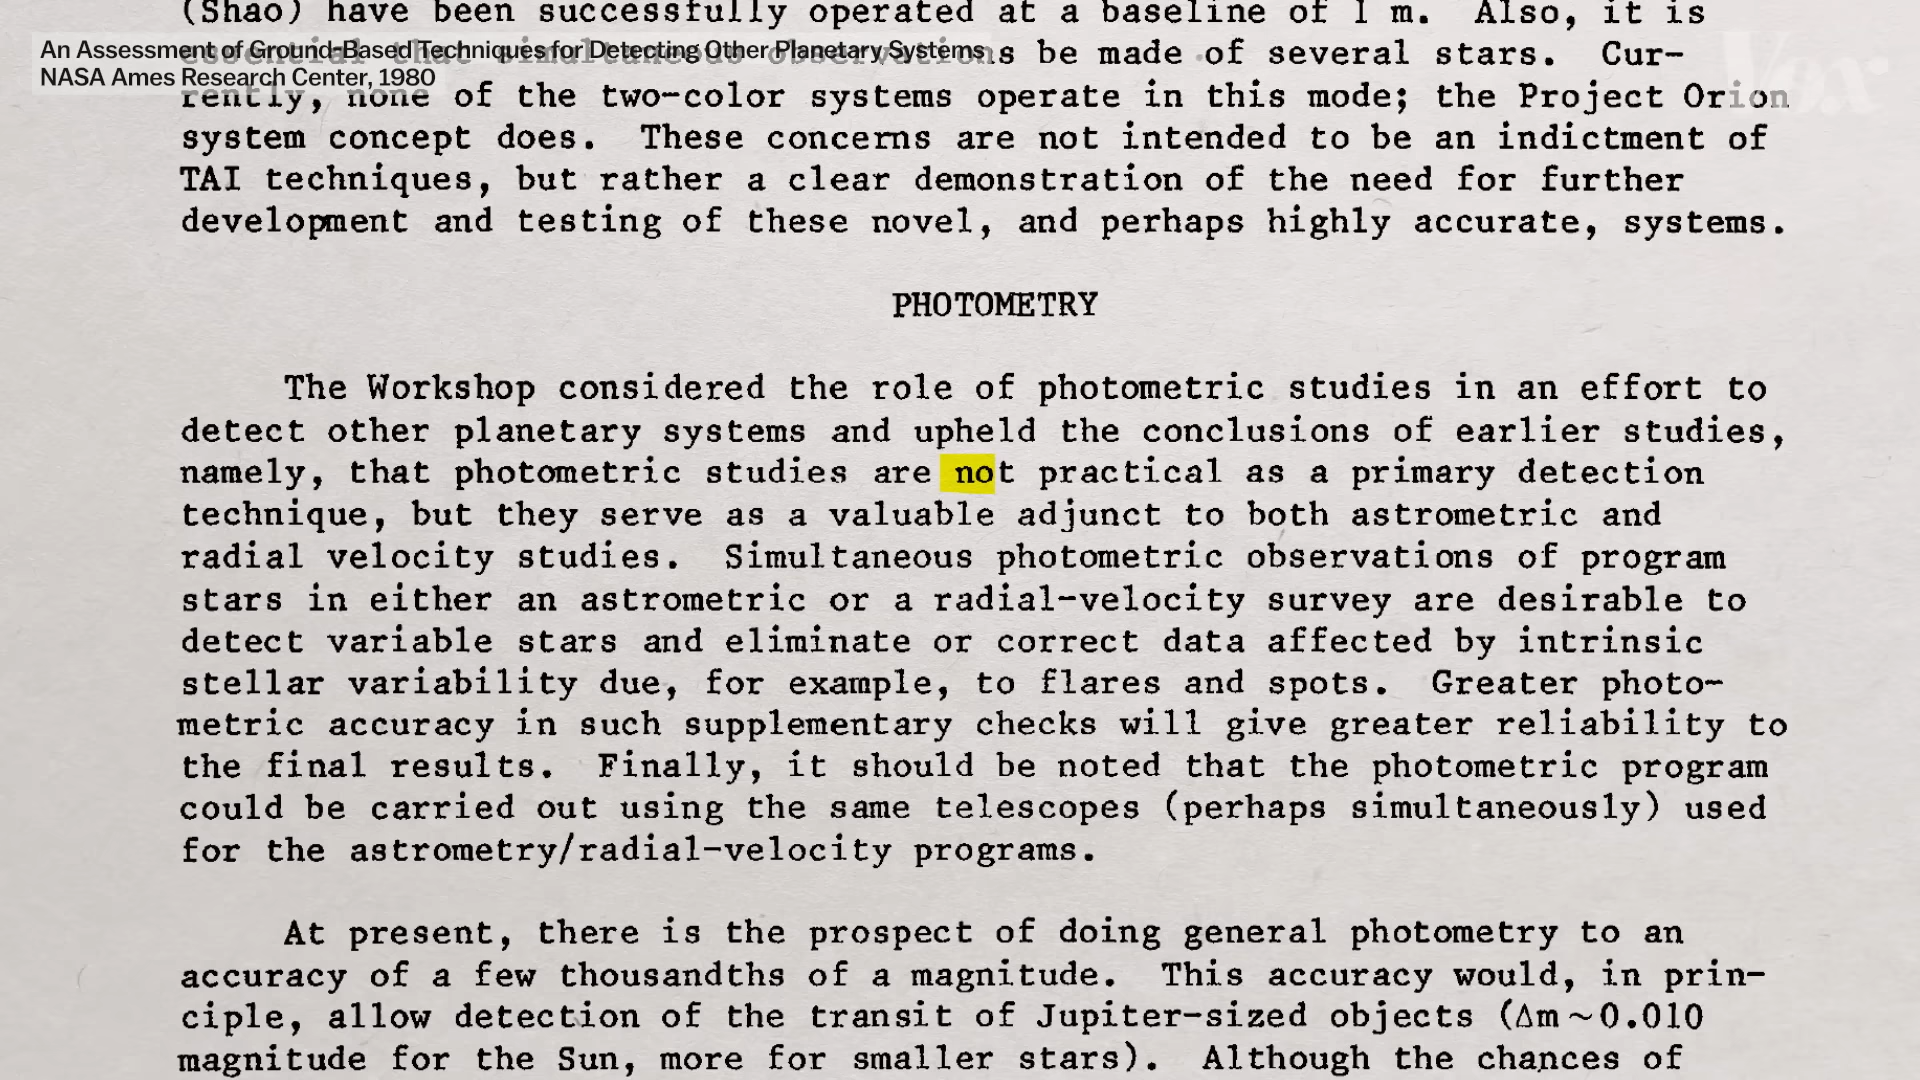 (Shao) have been successfully operated at a baseline of 1 m. Also, it is
An Assessment of Ground-Based Techniques for Detecting Other Planetary Systems
essential that simultaneous observations be made of several stars. Cur-
NASA Ames Research Center, 1980
Vox
rently, none of the two-color systems operate in this mode; the Project Orion
system concept does. These concerns are not intended to be an indictment of
TAI techniques, but rather a clear demonstration of the need for further
development and testing of these novel, and perhaps highly accurate, systems.
PHOTOMETRY
The Workshop considered the role of photometric studies in an effort to
detect other planetary systems and upheld the conclusions of earlier studies,
namely, that photometric studies are not practical as a primary detection
technique, but they serve as a valuable adjunct to both astrometric and
radial velocity studies. Simultaneous photometric observations of program
stars in either an astrometric or a radial-velocity survey are desirable to
detect variable stars and eliminate or correct data affected by intrinsic
stellar variability due, for example, to flares and spots. Greater photo-
metric accuracy in such supplementary checks will give greater reliability to
the final results. Finally, it should be noted that the photometric program
could be carried out using the same telescopes (perhaps simultaneously) used
for the astrometry/radial-velocity programs.
At present, there is the prospect of doing general photometry to an
accuracy of a few thousandths of a magnitude. This accuracy would, in prin-
ciple, allow detection of the transit of Jupiter-sized objects (Δm ~ 0.010
magnitude for the Sun, more for smaller stars). Although the chances of